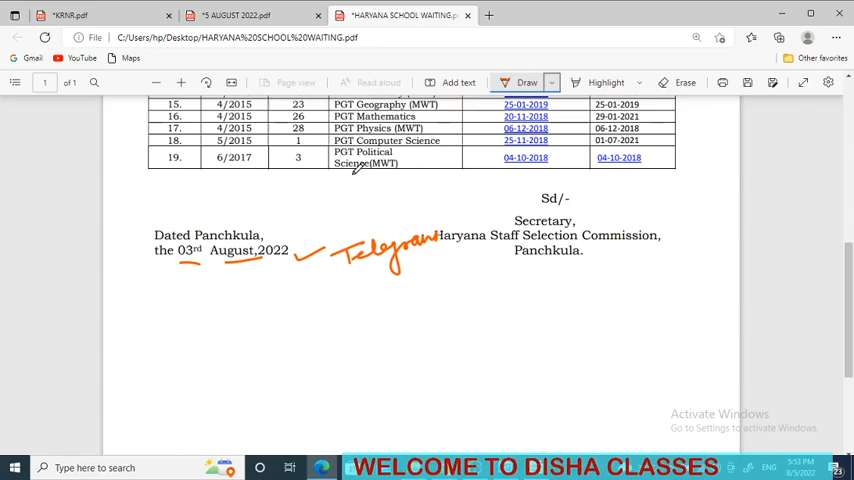 *KRNR.pdf
*5 AUGUST 2022.pdf
*HARYANA SCHOOL WAITING.pdf
File C:/Users/hp/Desktop/HARYANA%20SCHOOL%20WAITING.pdf
Gmail YouTube Maps Other favorites
1 of 1 Page view Read aloud Add text Draw Highlight Erase
15. 4/2015 23 PGT Geography (MWT) 25-01-2019 25-01-2019
16. 4/2015 26 PGT Mathematics 20-11-2018 29-01-2021
17. 4/2015 28 PGT Physics (MWT) 06-12-2018 06-12-2018
18. 5/2015 1 PGT Computer Science 25-11-2018 01-07-2021
19. 6/2017 3 PGT Political Science(MWT) 04-10-2018 04-10-2018
Sd/-
Secretary,
Dated Panchkula, Haryana Staff Selection Commission,
the 03rd August,2022 Panchkula.
Telegram
Activate Windows
Go to Settings to activate Windows.
WELCOME TO DISHA CLASSES
Type here to search
ENG
5:53 PM
8/5/2022
23